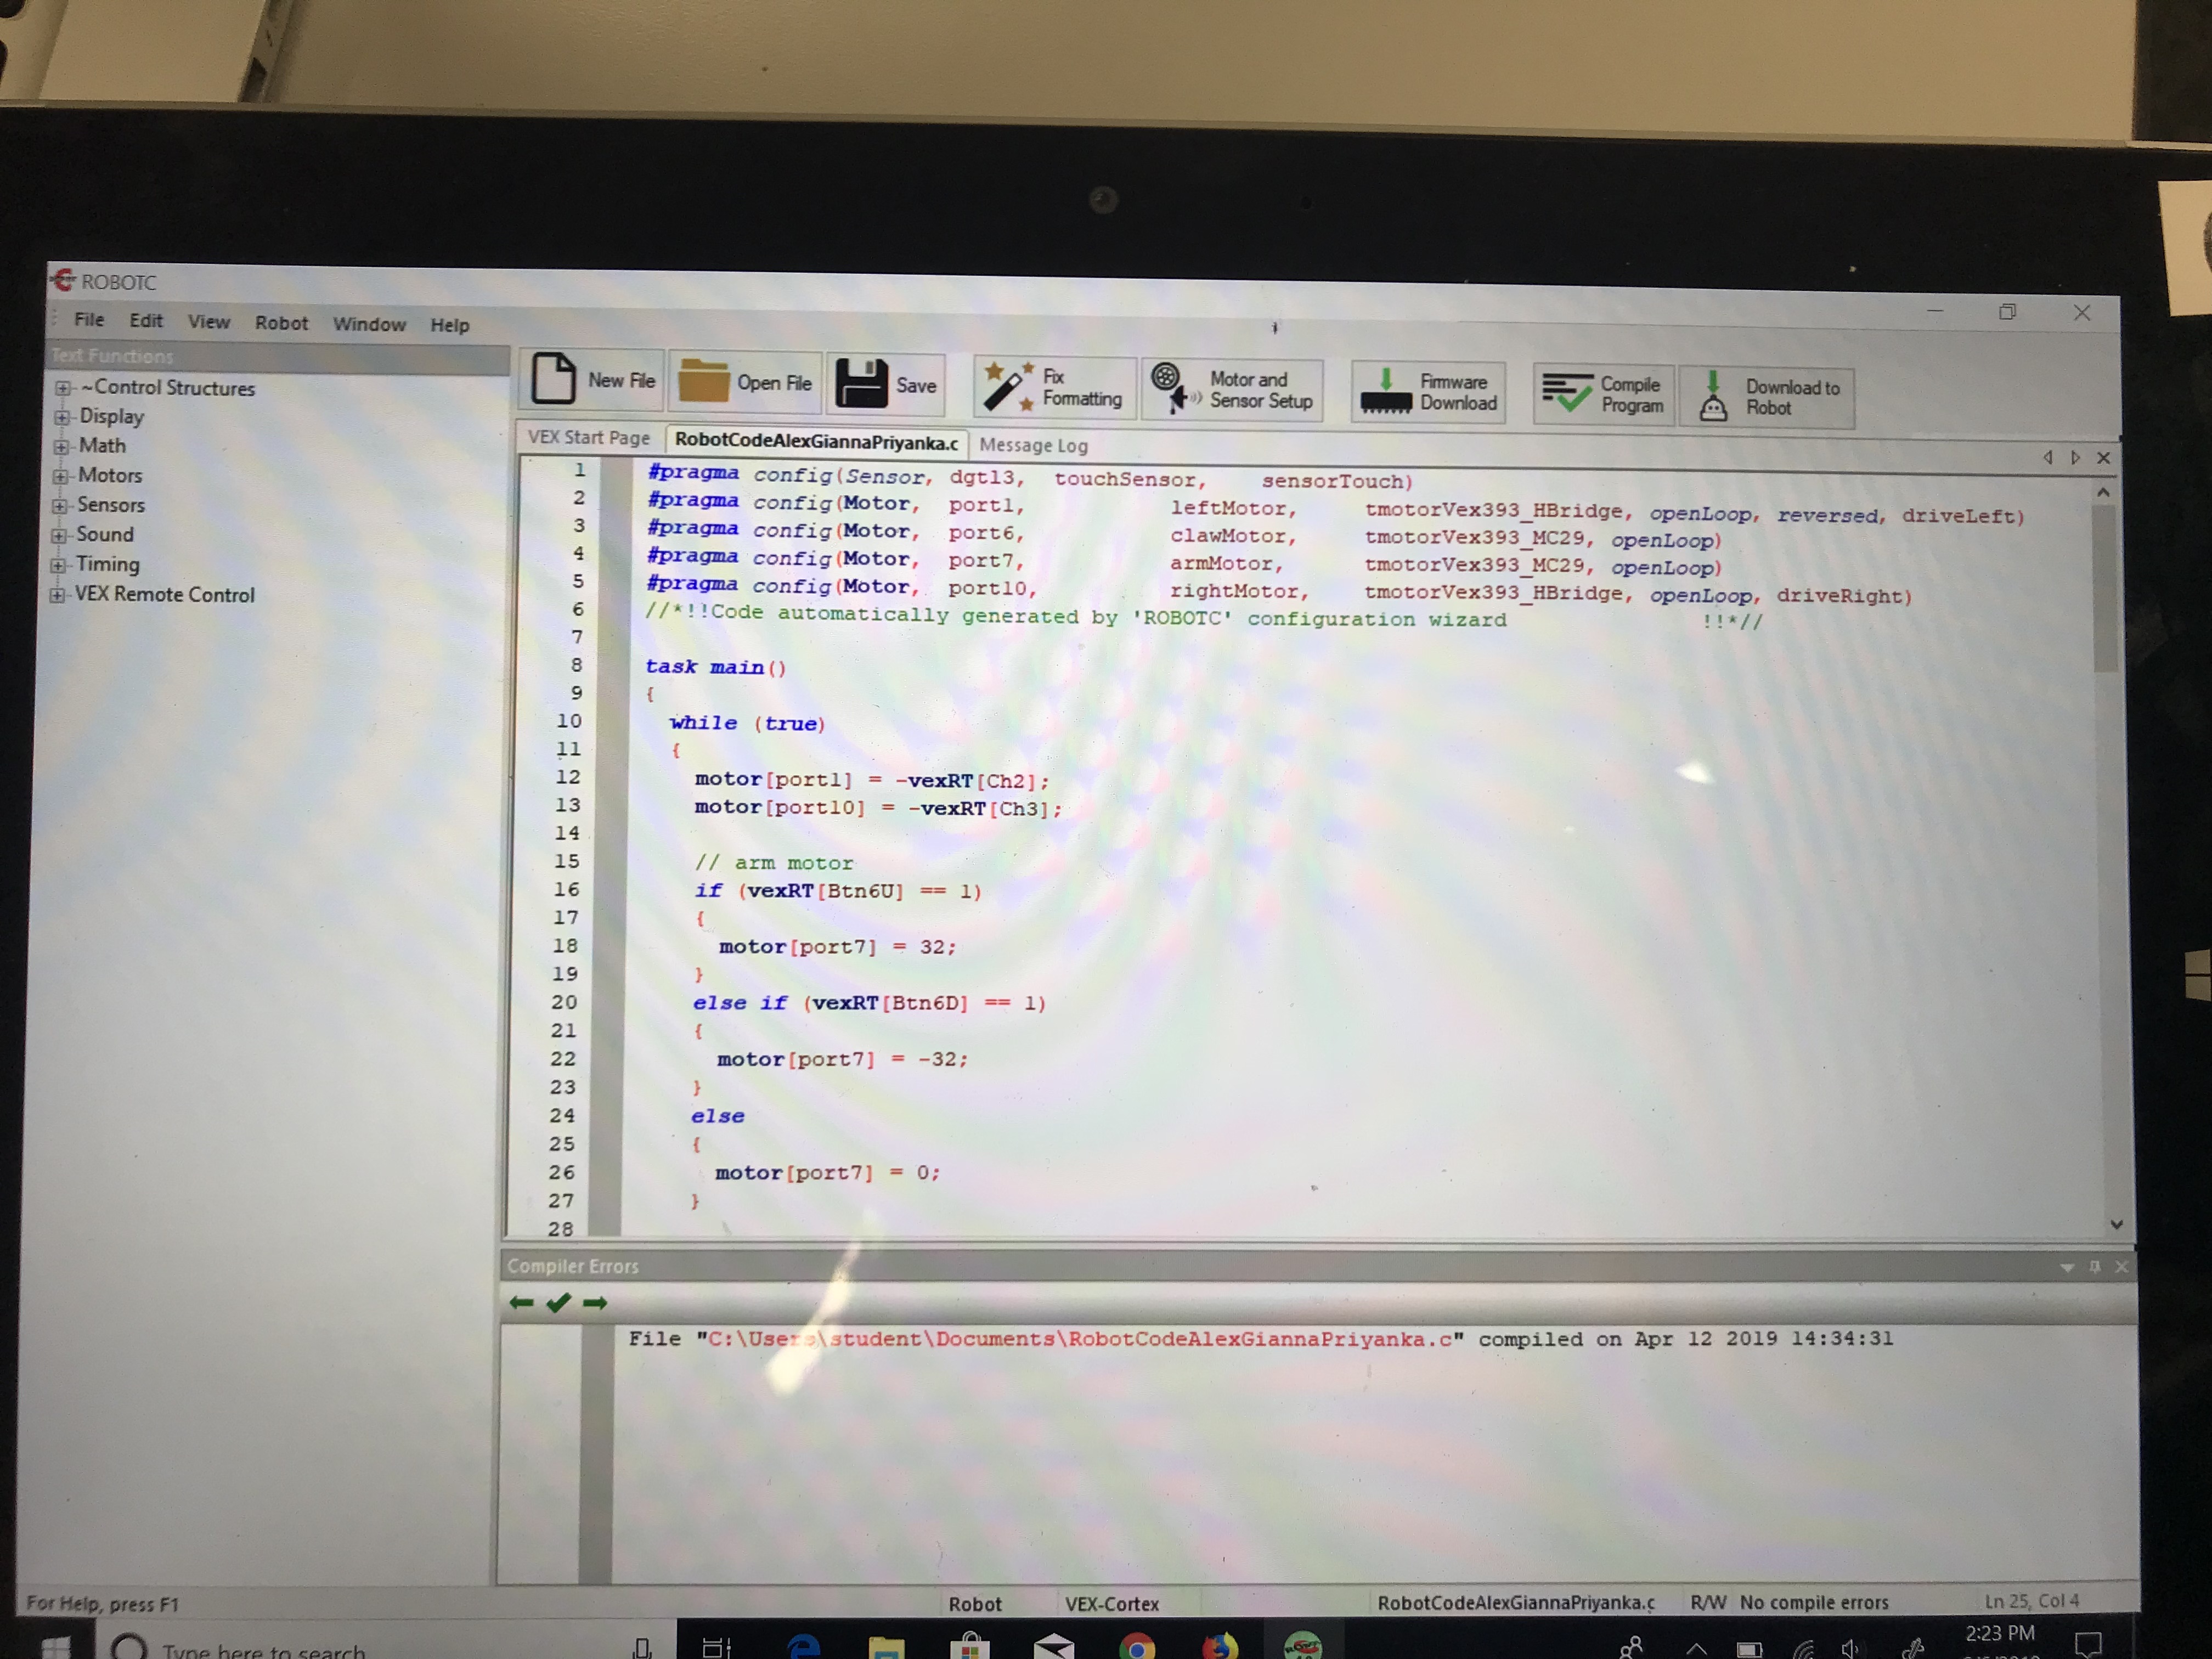 ROBOTC
File Edit View Robot Window Help
Text Functions
~Control Structures
Display
Math
Motors
Sensors
Sound
Timing
VEX Remote Control
New File Open File Save Fix Formatting Motor and Sensor Setup Firmware Download Compile Program Download to Robot
VEX Start Page RobotCodeAlexGiannaPriyanka.c Message Log
1 #pragma config(Sensor, dgtl3, touchSensor, sensorTouch)
2 #pragma config(Motor, port1, leftMotor, tmotorVex393_HBridge, openLoop, reversed, driveLeft)
3 #pragma config(Motor, port6, clawMotor, tmotorVex393_MC29, openLoop)
4 #pragma config(Motor, port7, armMotor, tmotorVex393_MC29, openLoop)
5 #pragma config(Motor, port10, rightMotor, tmotorVex393_HBridge, openLoop, driveRight)
6 //*!!Code automatically generated by 'ROBOTC' configuration wizard !!*//
7
8 task main()
9 {
10 while (true)
11 {
12 motor[port1] = -vexRT[Ch2];
13 motor[port10] = -vexRT[Ch3];
14
15 // arm motor
16 if (vexRT[Btn6U] == 1)
17 {
18 motor[port7] = 32;
19 }
20 else if (vexRT[Btn6D] == 1)
21 {
22 motor[port7] = -32;
23 }
24 else
25 {
26 motor[port7] = 0;
27 }
28
Compiler Errors
File "C:\Users\student\Documents\RobotCodeAlexGiannaPriyanka.c" compiled on Apr 12 2019 14:34:31
For Help, press F1 Robot VEX-Cortex RobotCodeAlexGiannaPriyanka.c R/W No compile errors Ln 25, Col 4
Type here to search 2:23 PM